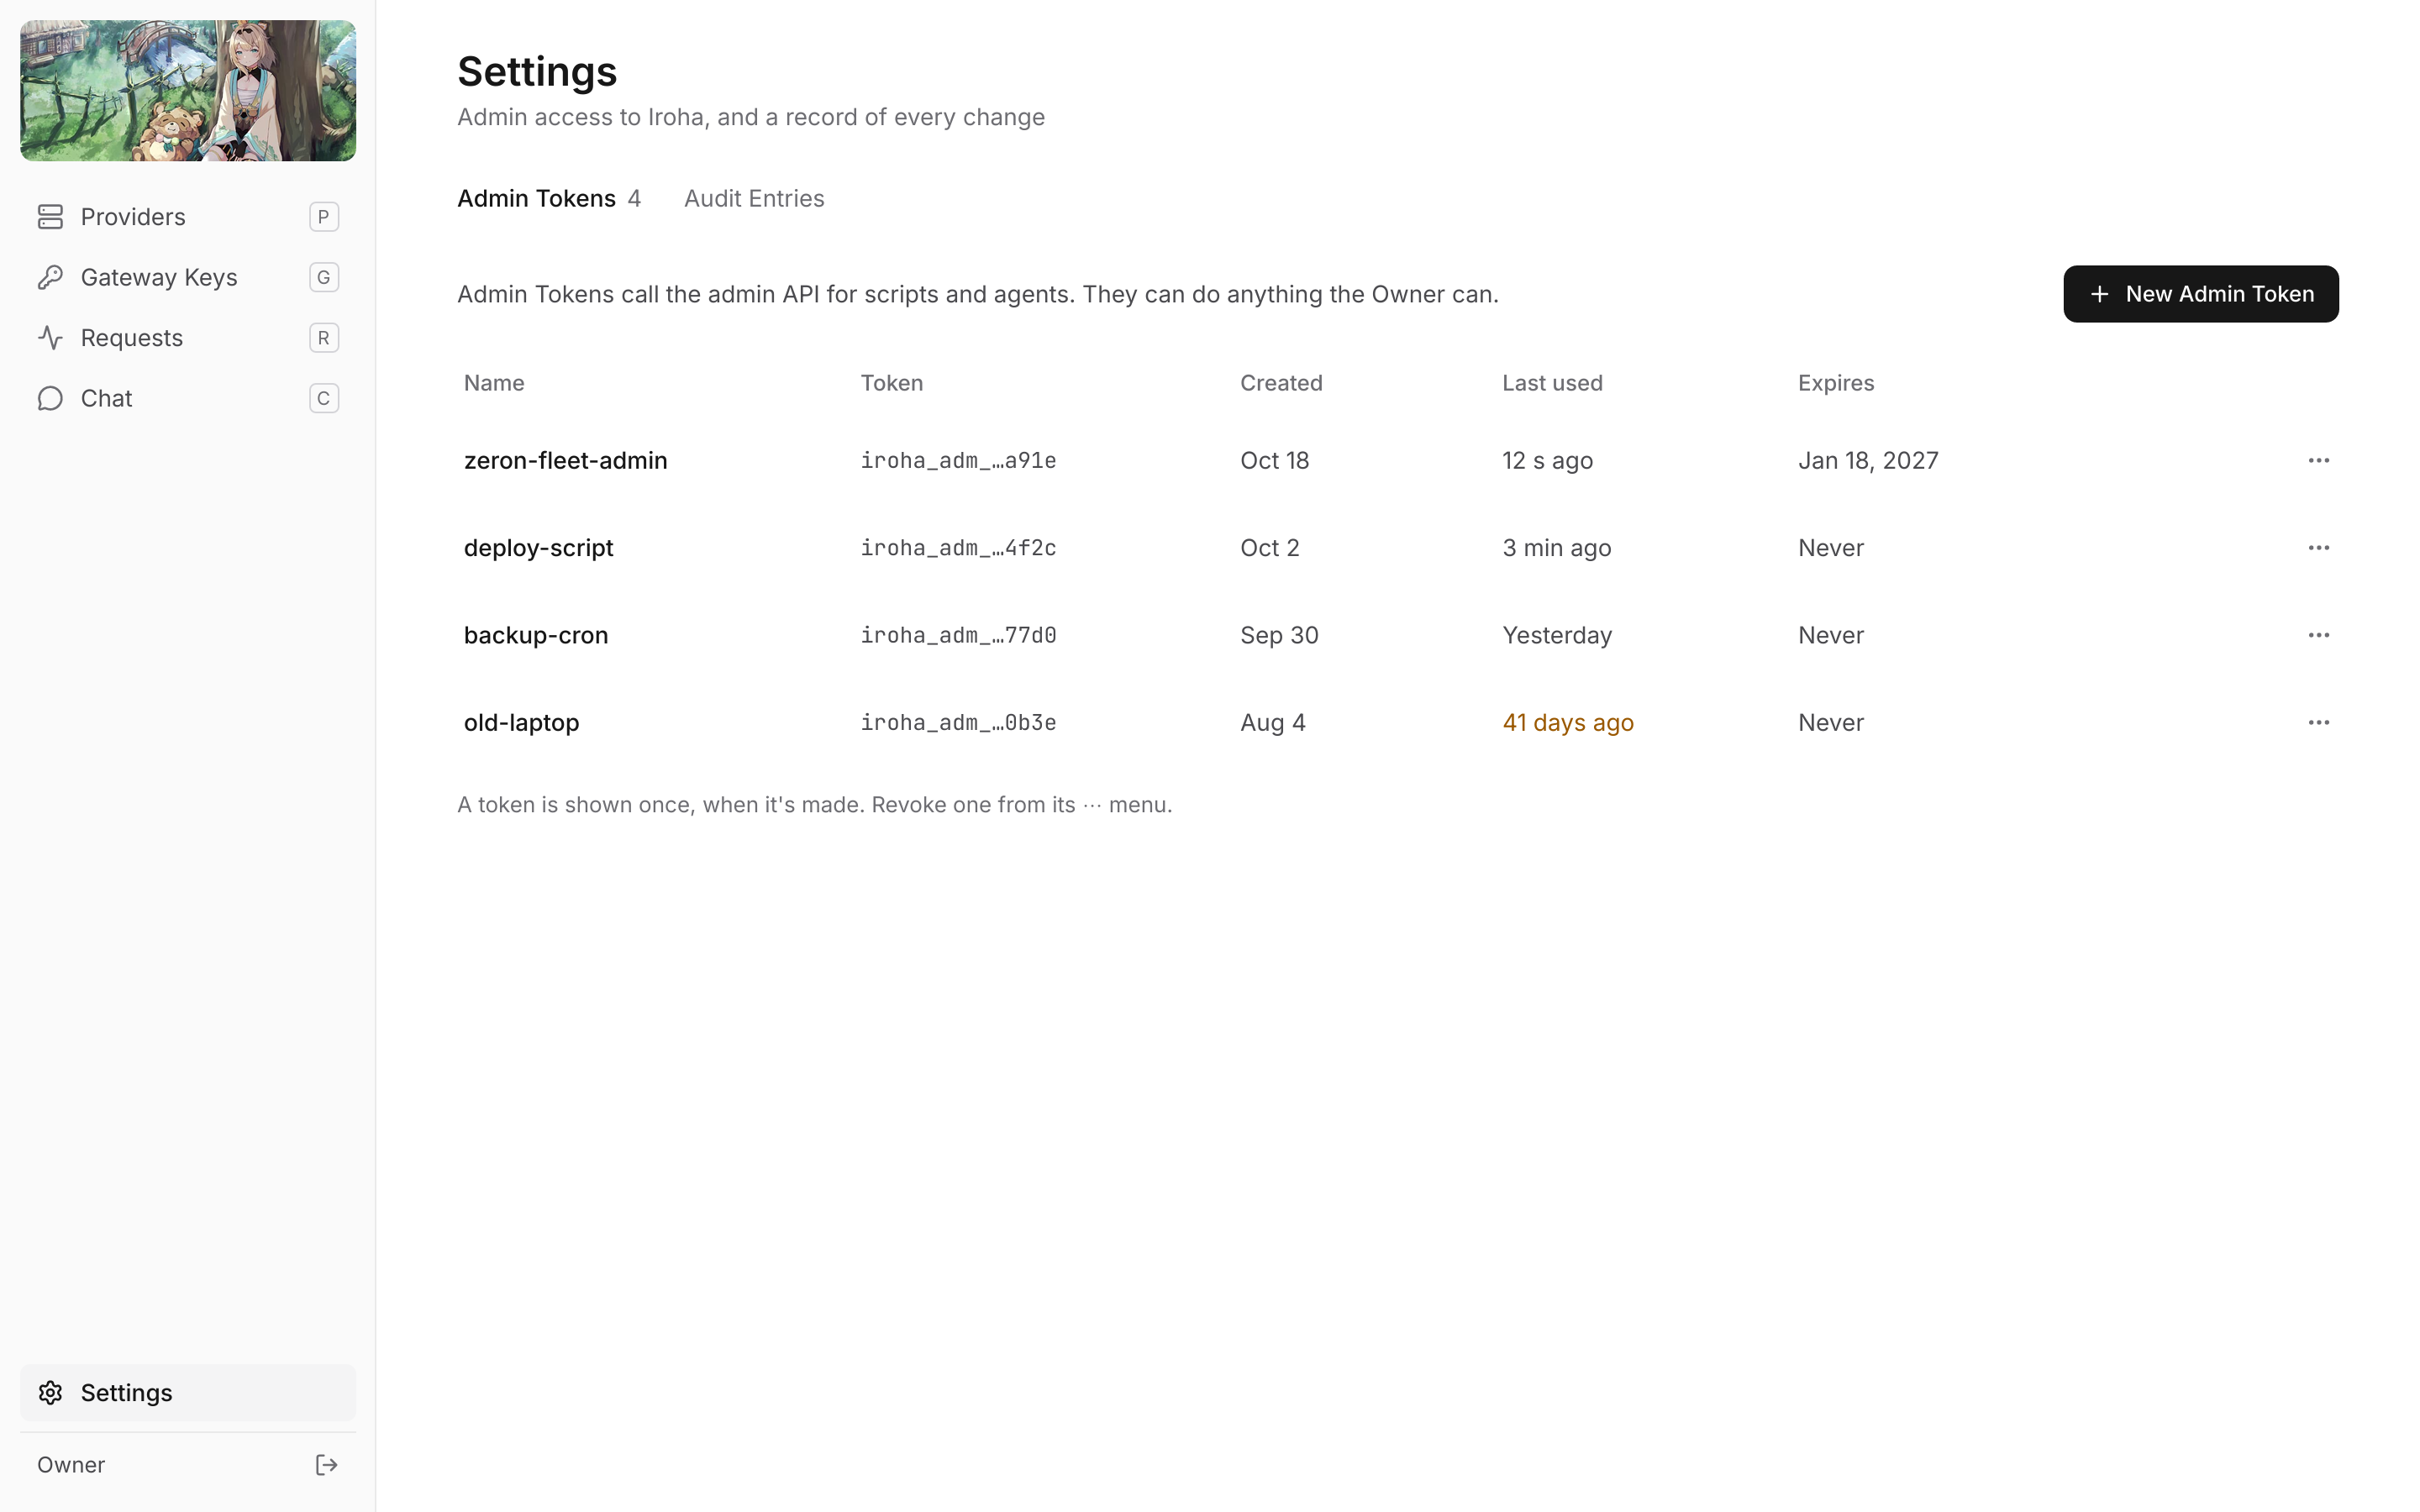 Providers P
Gateway Keys G
Requests R
Chat C
Settings
Owner
Settings
Admin access to Iroha, and a record of every change
Admin Tokens 4 Audit Entries
Admin Tokens call the admin API for scripts and agents. They can do anything the Owner can.
+ New Admin Token
Name Token Created Last used Expires
zeron-fleet-admin iroha_adm_…a91e Oct 18 12 s ago Jan 18, 2027 ···
deploy-script iroha_adm_…4f2c Oct 2 3 min ago Never ···
backup-cron iroha_adm_…77d0 Sep 30 Yesterday Never ···
old-laptop iroha_adm_…0b3e Aug 4 41 days ago Never ···
A token is shown once, when it's made. Revoke one from its ··· menu.